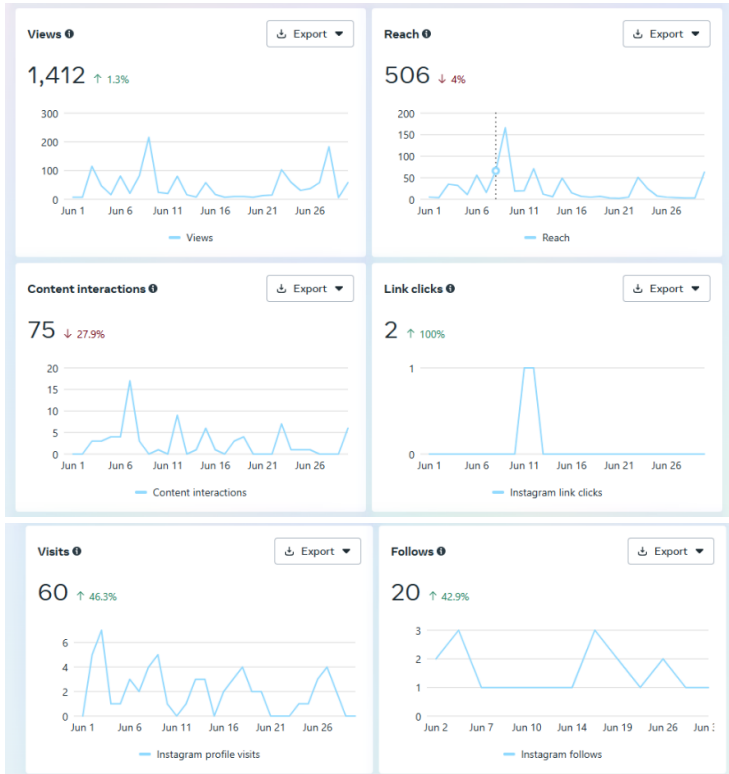 Views
Export
1,412 ↑ 1.3%
300
200
100
0
Jun 1 Jun 6 Jun 11 Jun 16 Jun 21 Jun 26
Views
Reach
Export
506 ↓ 4%
200
150
100
50
0
Jun 1 Jun 6 Jun 11 Jun 16 Jun 21 Jun 26
Reach
Content interactions
Export
75 ↓ 27.9%
20
15
10
5
0
Jun 1 Jun 6 Jun 11 Jun 16 Jun 21 Jun 26
Content interactions
Link clicks
Export
2 ↑ 100%
1
0
Jun 1 Jun 6 Jun 11 Jun 16 Jun 21 Jun 26
Instagram link clicks
Visits
Export
60 ↑ 46.3%
6
4
2
0
Jun 1 Jun 6 Jun 11 Jun 16 Jun 21 Jun 26
Instagram profile visits
Follows
Export
20 ↑ 42.9%
3
2
1
0
Jun 2 Jun 7 Jun 10 Jun 14 Jun 19 Jun 26 Jun
Instagram follows